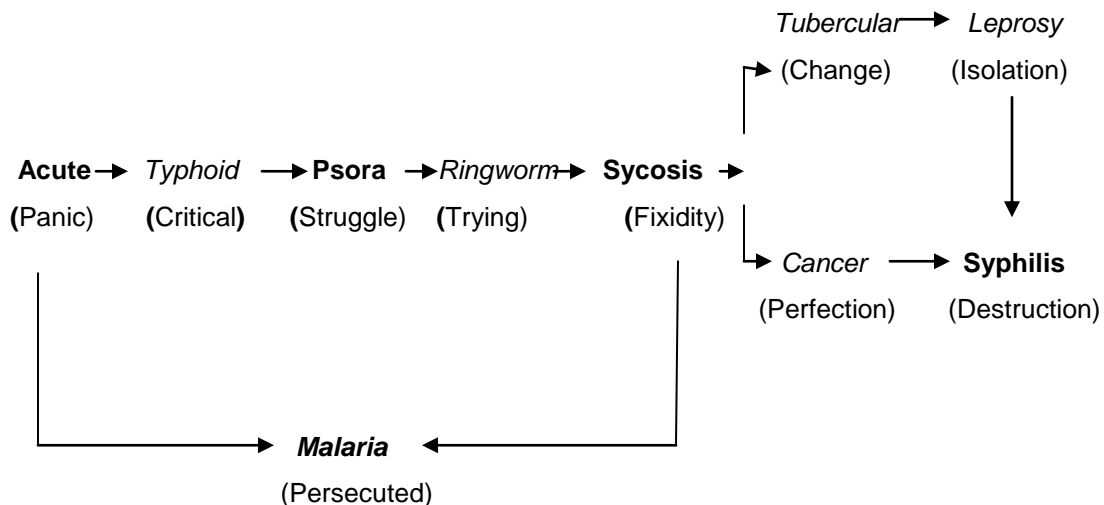 Tubercular Leprosy
(Change) (Isolation)
Acute Typhoid Psora Ringworm Sycosis
(Panic) (Critical) (Struggle) (Trying) (Fixidity)
Cancer Syphilis
(Perfection) (Destruction)
Malaria
(Persecuted)